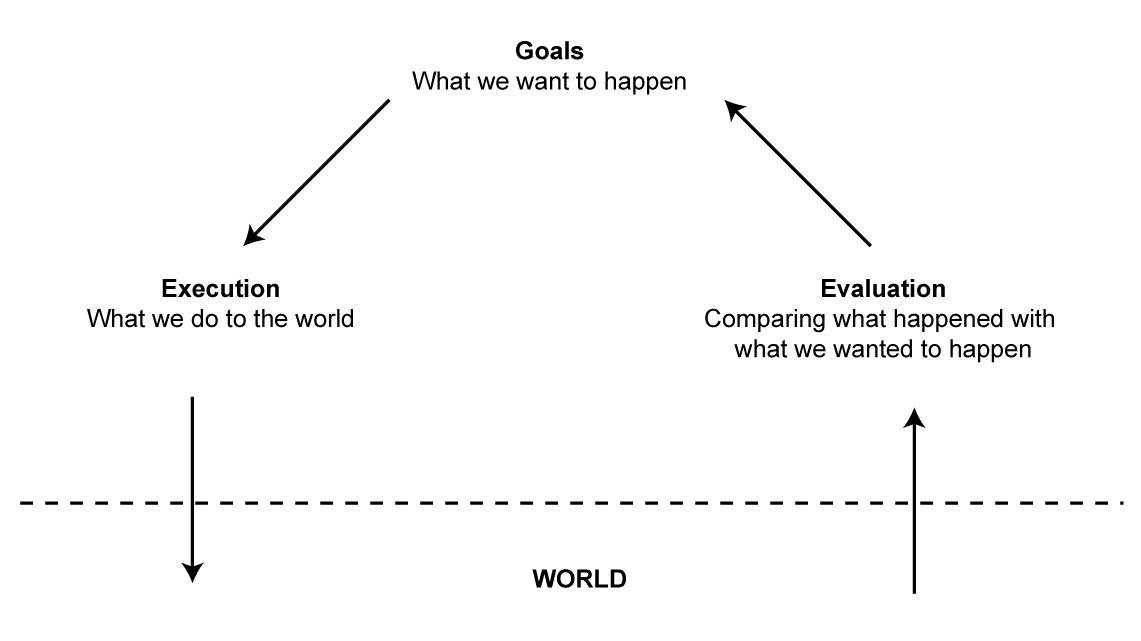 Goals
What we want to happen
Execution
What we do to the world
Evaluation
Comparing what happened with
what we wanted to happen
WORLD